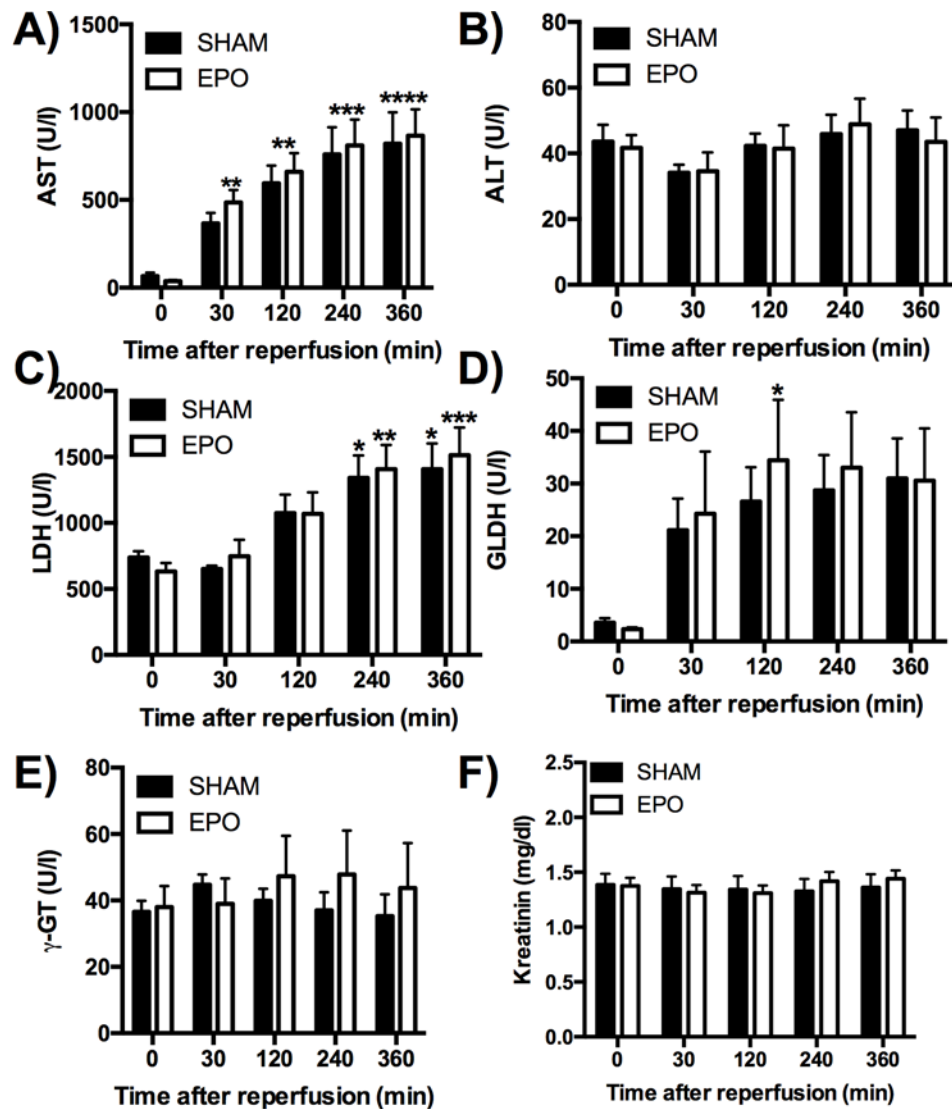 A)
AST (U/l)
1500
1000
500
0
SHAM
EPO
** ** *** ****
0 30 120 240 360
Time after reperfusion (min)
B)
ALT (U/l)
80
60
40
20
0
SHAM
EPO
0 30 120 240 360
Time after reperfusion (min)
C)
LDH (U/l)
2000
1500
1000
500
0
SHAM
EPO
* ** * ***
0 30 120 240 360
Time after reperfusion (min)
D)
GLDH (U/l)
50
40
30
20
10
0
SHAM
EPO
*
0 30 120 240 360
Time after reperfusion (min)
E)
γ-GT (U/l)
80
60
40
20
0
SHAM
EPO
0 30 120 240 360
Time after reperfusion (min)
F)
Kreatinin (mg/dl)
2.5
2.0
1.5
1.0
0.5
0.0
SHAM
EPO
0 30 120 240 360
Time after reperfusion (min)